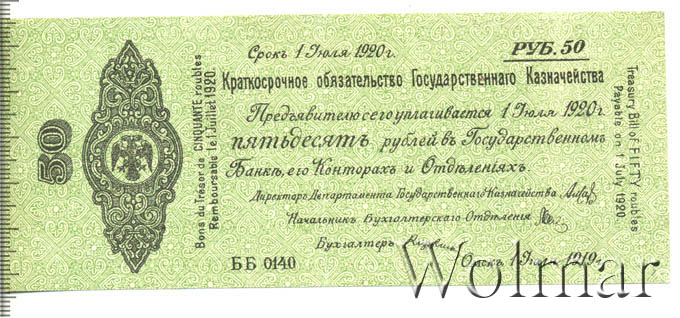 Срокъ 1 Іюля 1920 г.
РУБ. 50
Краткосрочное обязательство Государственнаго Казначейства
Предъявителю сего уплачивается 1 Іюля 1920 г.
пятьдесятъ рублей въ Государственномъ
Банкѣ, его Конторахъ и Отдѣленіяхъ.
Директоръ Департамента Государственнаго Казначейства
Начальникъ Бухгалтерскаго Отдѣленія
Бухгалтеръ
ББ 0140
Омскъ, 1 Іюля 1219 г.
50
Bons du Trésor de CINQUANTE roubles
Remboursable le 1 Juillet 1920.
Treasury Bill of FIFTY roubles
Payable on 1 July 1920
Wolmar